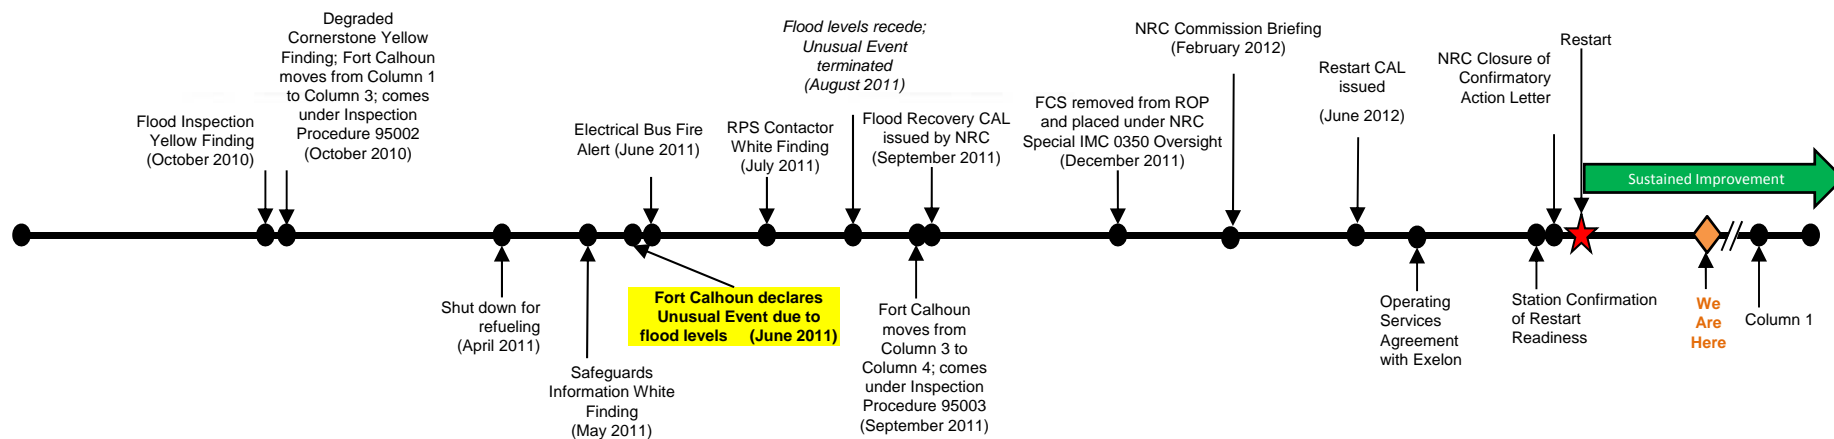 Flood Inspection
Yellow Finding
(October 2010)
Degraded
Cornerstone Yellow
Finding; Fort Calhoun
moves from Column 1
to Column 3; comes
under Inspection
Procedure 95002
(October 2010)
Shut down for
refueling
(April 2011)
Safeguards
Information White
Finding
(May 2011)
Fort Calhoun declares
Unusual Event due to
flood levels (June 2011)
Electrical Bus Fire
Alert (June 2011)
RPS Contactor
White Finding
(July 2011)
Flood levels recede;
Unusual Event
terminated
(August 2011)
Fort Calhoun
moves from
Column 3 to
Column 4; comes
under Inspection
Procedure 95003
(September 2011)
Flood Recovery CAL
issued by NRC
(September 2011)
FCS removed from ROP
and placed under NRC
Special IMC 0350 Oversight
(December 2011)
NRC Commission Briefing
(February 2012)
Restart CAL
issued
(June 2012)
Operating
Services
Agreement
with Exelon
Station Confirmation
of Restart
Readiness
NRC Closure of
Confirmatory
Action Letter
Restart
Sustained Improvement
We
Are
Here
Column 1